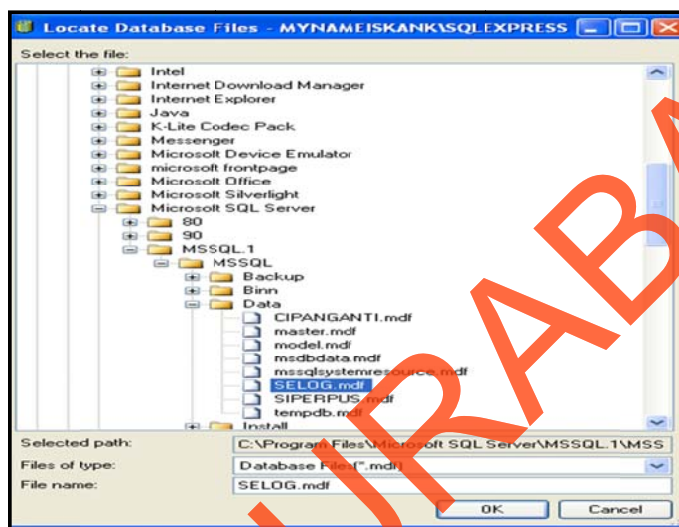 Locate Database Files - MYNAMEISKANK\SQLEXPRESS
Select the file:
Intel
Internet Download Manager
Internet Explorer
Java
K-Lite Codec Pack
Messenger
Microsoft Device Emulator
microsoft frontpage
Microsoft Office
Microsoft Silverlight
Microsoft SQL Server
80
90
MSSQL.1
MSSQL
Backup
Binn
Data
CIPANGANTI.mdf
master.mdf
model.mdf
msdbdata.mdf
mssqlsystemresource.mdf
SELOG.mdf
SIPERPUS.mdf
tempdb.mdf
Install
Selected path: C:\Program Files\Microsoft SQL Server\MSSQL.1\MSS
Files of type: Database Files(*.mdf)
File name: SELOG.mdf
OK Cancel
URABA